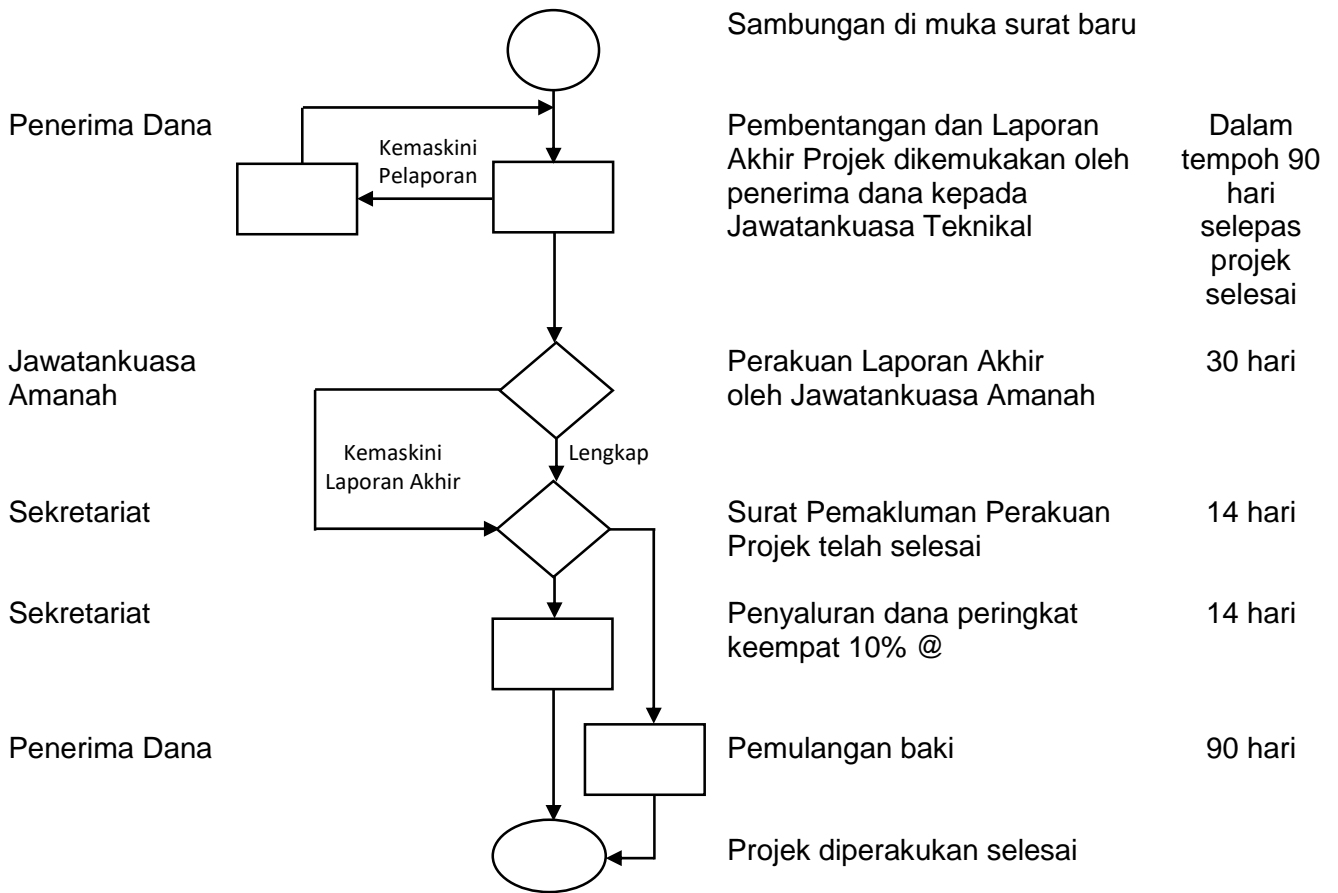 Sambungan di muka surat baru
Penerima Dana
Kemaskini
Pelaporan
Pembentangan dan Laporan
Akhir Projek dikemukakan oleh
penerima dana kepada
Jawatankuasa Teknikal
Dalam
tempoh 90
hari
selepas
projek
selesai
Jawatankuasa
Amanah
Perakuan Laporan Akhir
oleh Jawatankuasa Amanah
30 hari
Kemaskini
Laporan Akhir
Lengkap
Sekretariat
Surat Pemakluman Perakuan
Projek telah selesai
14 hari
Sekretariat
Penyaluran dana peringkat
keempat 10% @
14 hari
Penerima Dana
Pemulangan baki
90 hari
Projek diperakukan selesai